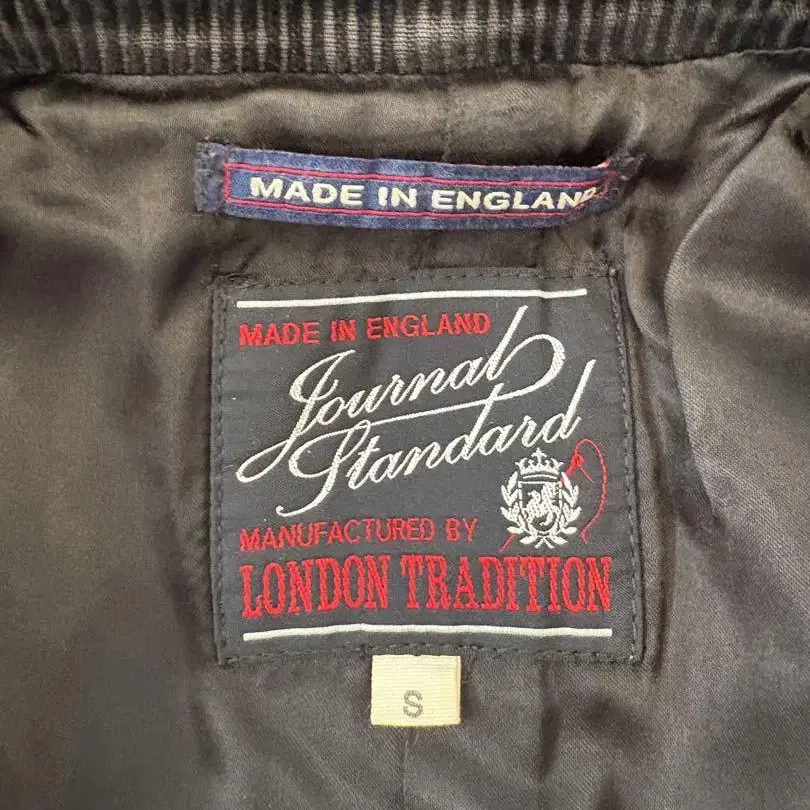 MADE IN ENGLAND
MADE IN ENGLAND
Journal
Standard
MANUFACTURED BY
LONDON TRADITION
S